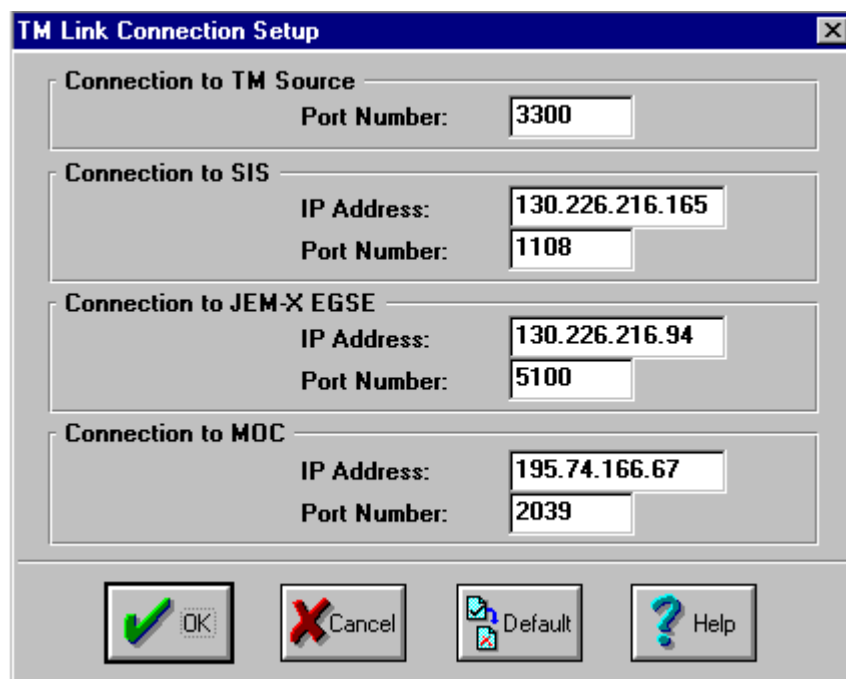 TM Link Connection Setup
Connection to TM Source
Port Number: 3300
Connection to SIS
IP Address: 130.226.216.165
Port Number: 1108
Connection to JEM-X EGSE
IP Address: 130.226.216.94
Port Number: 5100
Connection to MOC
IP Address: 195.74.166.67
Port Number: 2039
OK Cancel Default Help